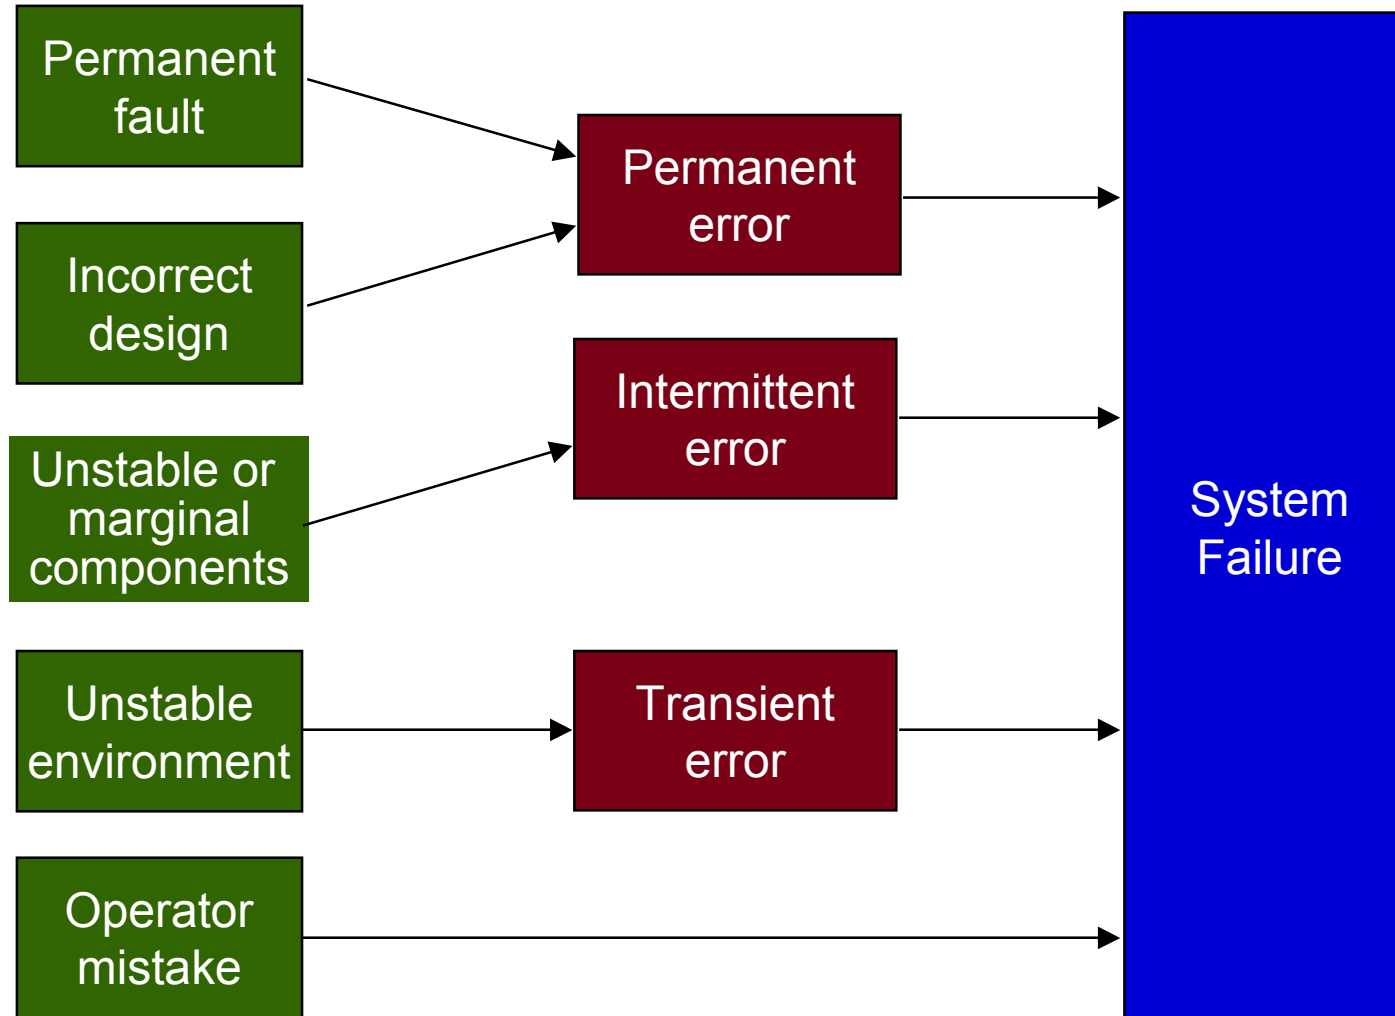 Permanent
fault
Incorrect
design
Unstable or
marginal
components
Unstable
environment
Operator
mistake
Permanent
error
Intermittent
error
Transient
error
System
Failure